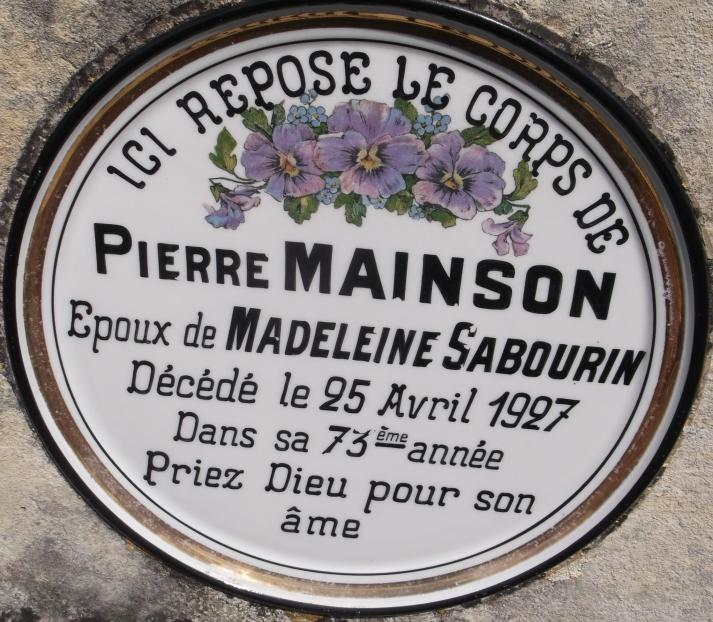 ICI REPOSE LE CORPS DE
PIERRE MAINSON
Epoux de MADELEINE SABOURIN
Décédé le 25 Avril 1927
Dans sa 73ème année
Priez Dieu pour son
âme